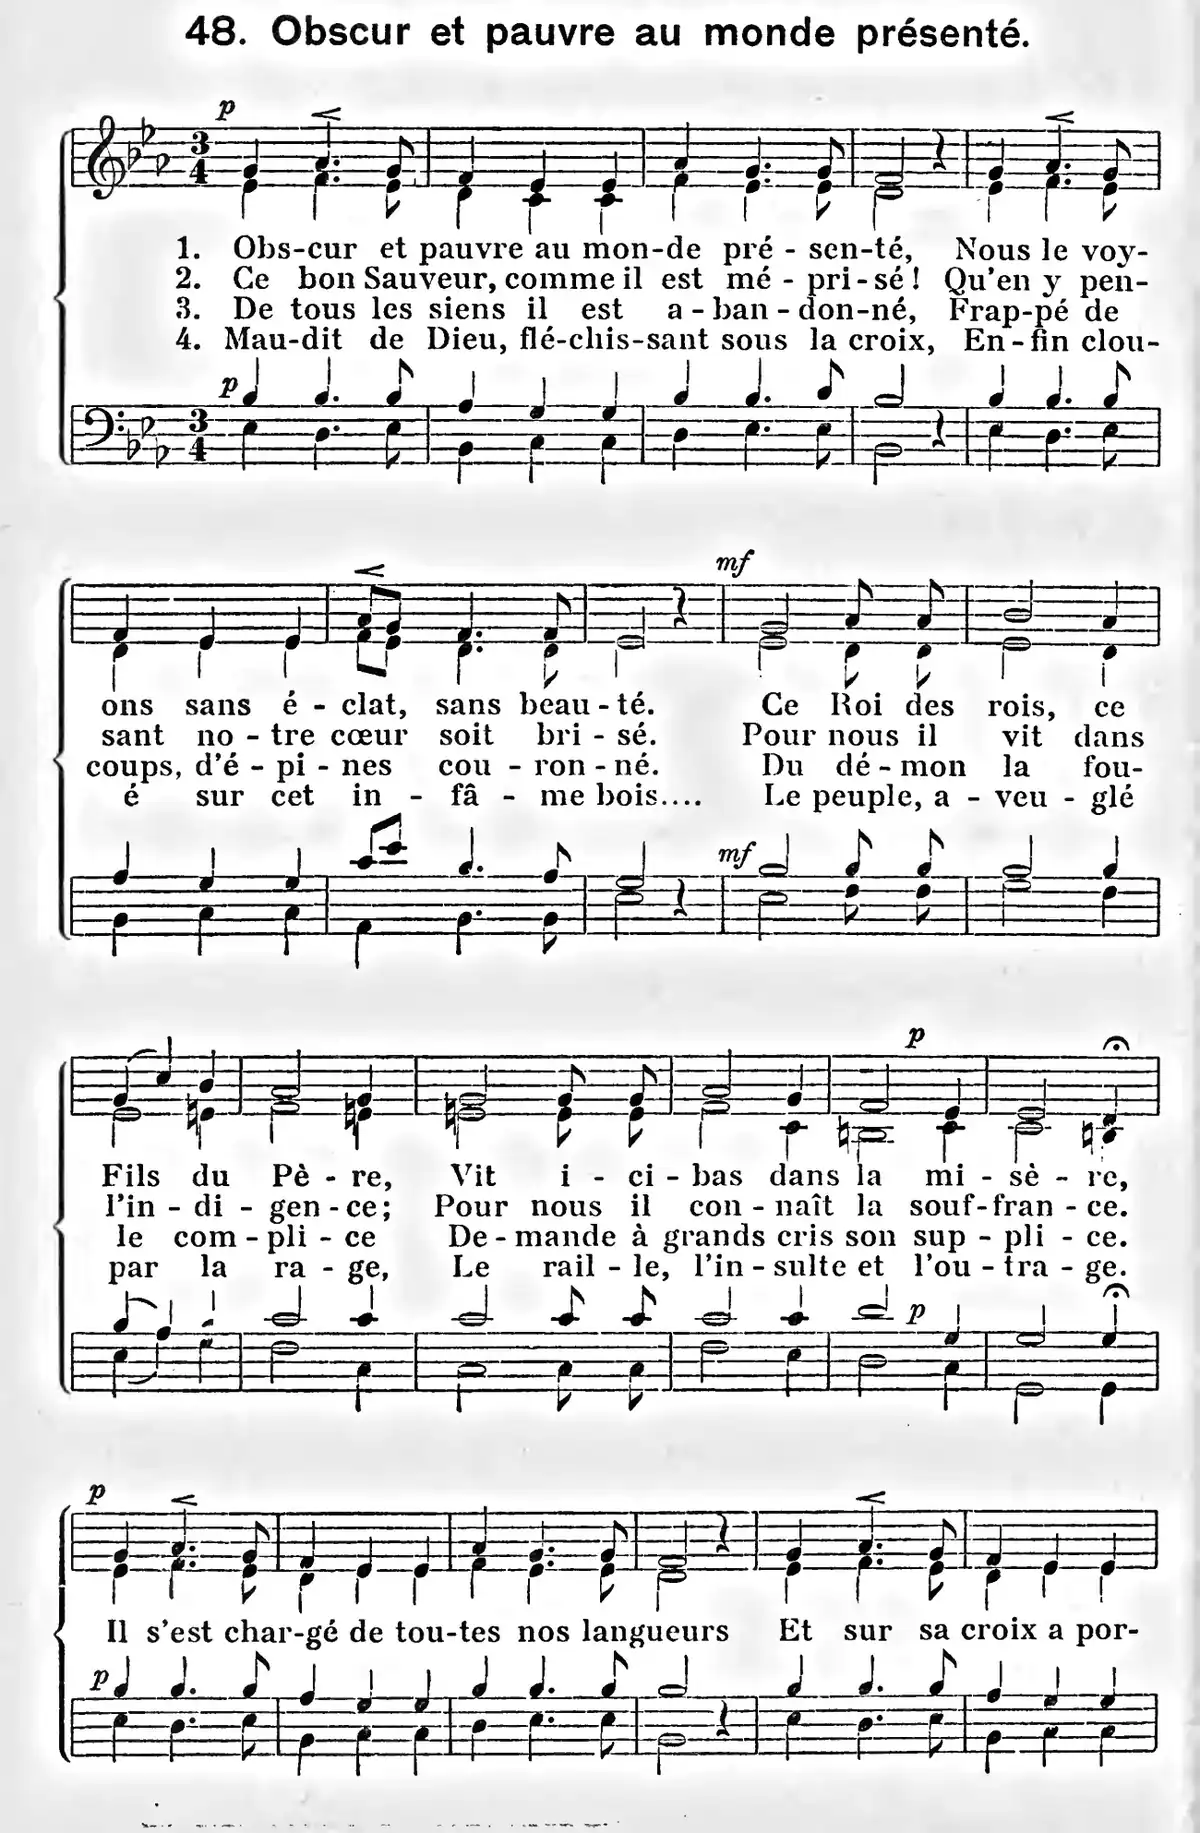 48. Obscur et pauvre au monde présenté.
p
1. Obs-cur et pauvre au mon-de pré - sen-té, Nous le voy-
2. Ce bon Sauveur, comme il est mé - pri-sé! Qu'en y pen-
3. De tous les siens il est a-ban-don-né, Frap-pé de
4. Mau-dit de Dieu, flé-chis-sant sous la croix, En-fin clou-
p
mf
ons sans é - clat, sans beau-té. Ce Roi des rois, ce
sant no-tre cœur soit bri-sé. Pour nous il vit dans
coups, d'é-pi-nes cou-ron-né. Du dé-mon la fou-
é sur cet in - fâ - me bois.... Le peuple, a - veu - glé
mf
p
Fils du Pè - re, Vit i - ci-bas dans la mi - sè - re,
l'in - di - gen-ce; Pour nous il con-naît la souf-fran-ce.
le com-pli-ce De-mande à grands cris son sup-pli-ce.
par la ra-ge, Le rail-le, l'in-sulte et l'ou-tra-ge.
p
p
Il s'est char-gé de tou-tes nos langueurs Et sur sa croix a por-
p